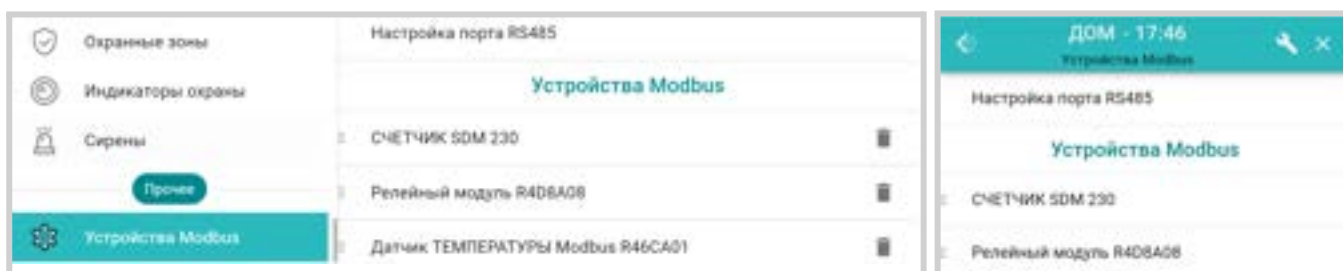 Охранные зоны
Индикаторы охраны
Сирены
Прочее
Устройства Modbus
Настройка порта RS485
Устройства Modbus
СЧЕТЧИК SDM 230
Релейный модуль R4D8A08
Датчик ТЕМПЕРАТУРЫ Modbus R46CA01
ДОМ - 17:46
Устройства Modbus
Настройка порта RS485
Устройства Modbus
СЧЕТЧИК SDM 230
Релейный модуль R4D8A08